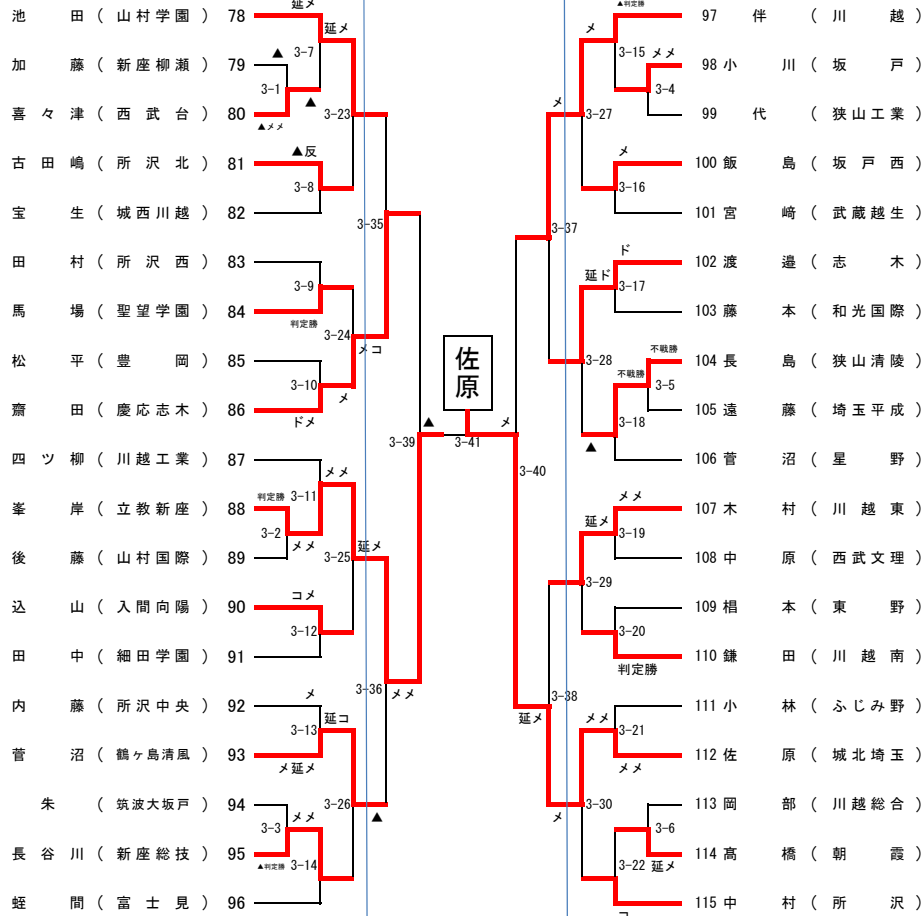 延メ
池田（山村学園）78
延メ
3-7
▲
加藤（新座柳瀬）79
3-1
▲
喜々津（西武台）80
▲メメ
3-23
▲反
古田嶋（所沢北）81
3-8
宝生（城西川越）82
3-35
田村（所沢西）83
3-9
馬場（聖望学園）84
判定勝
3-24
メコ
松平（豊岡）85
3-10
メ
齋田（慶応志木）86
ドメ
▲
3-39
四ツ柳（川越工業）87
メメ
判定勝 3-11
峯岸（立教新座）88
3-2
メメ
後藤（山村国際）89
延メ
3-25
コメ
込山（入間向陽）90
3-12
田中（細田学園）91
3-36
メメ
メ
内藤（所沢中央）92
延コ
3-13
菅沼（鶴ヶ島清風）93
メ延メ
3-26
▲
朱（筑波大坂戸）94
メメ
3-3
長谷川（新座総技）95
▲判定勝
3-14
蛭間（富士見）96
佐原
3-41
メ
▲判定勝
97 伴（川越）
メ
3-15
メメ
98 小川（坂戸）
3-4
メ
3-27
99 代（狭山工業）
メ
100 飯島（坂戸西）
3-16
101 宮﨑（武蔵越生）
3-37
ド
102 渡邉（志木）
延ド
3-17
103 藤本（和光国際）
不戦勝
3-28
104 長島（狭山清陵）
不戦勝
3-5
105 遠藤（埼玉平成）
3-18
▲
106 菅沼（星野）
3-40
メメ
107 木村（川越東）
延メ
3-19
108 中原（西武文理）
3-29
109 椙本（東野）
3-20
110 鎌田（川越南）
判定勝
3-38
延メ
111 小林（ふじみ野）
メメ
3-21
112 佐原（城北埼玉）
メメ
3-30
メ
113 岡部（川越総合）
3-6
114 髙橋（朝霞）
3-22
延メ
115 中村（所沢）